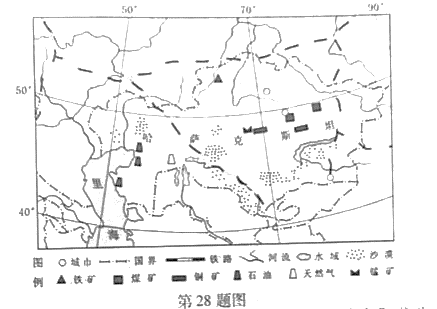 50° 90°
50°
哈 萨 克 斯 坦
里
40°
海
图 城市 国界 铁路 河流 水域 沙漠
例 铁矿 煤矿 铜矿 石油 天然气 锰矿
第28题图